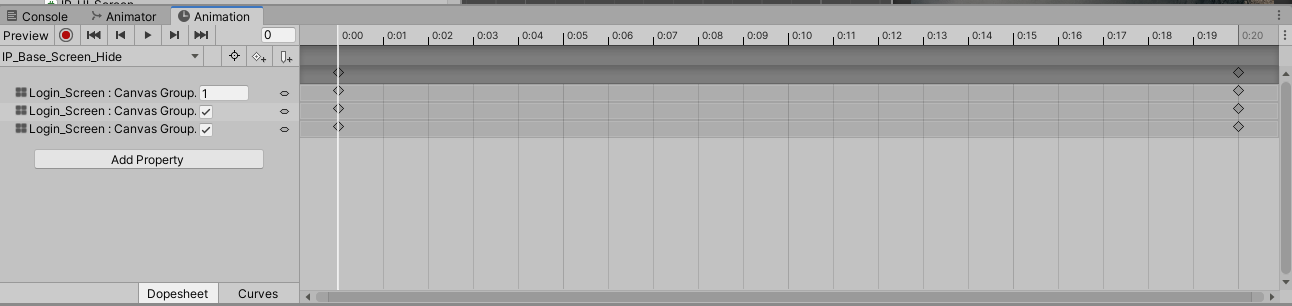 IP_UI_Screen
Console Animator Animation
Preview 0 0:00 0:01 0:02 0:03 0:04 0:05 0:06 0:07 0:08 0:09 0:10 0:11 0:12 0:13 0:14 0:15 0:16 0:17 0:18 0:19 0:20
IP_Base_Screen_Hide
Login_Screen : Canvas Group. 1
Login_Screen : Canvas Group.
Login_Screen : Canvas Group.
Add Property
Dopesheet Curves